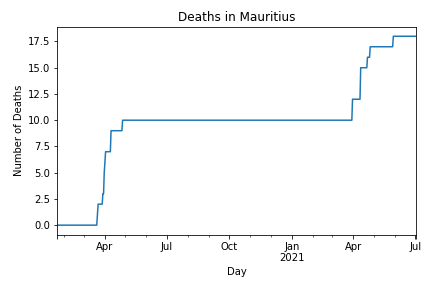 Deaths in Mauritius
Number of Deaths
17.5
15.0
12.5
10.0
7.5
5.0
2.5
0.0
Apr Jul Oct Jan Apr Jul
2021
Day